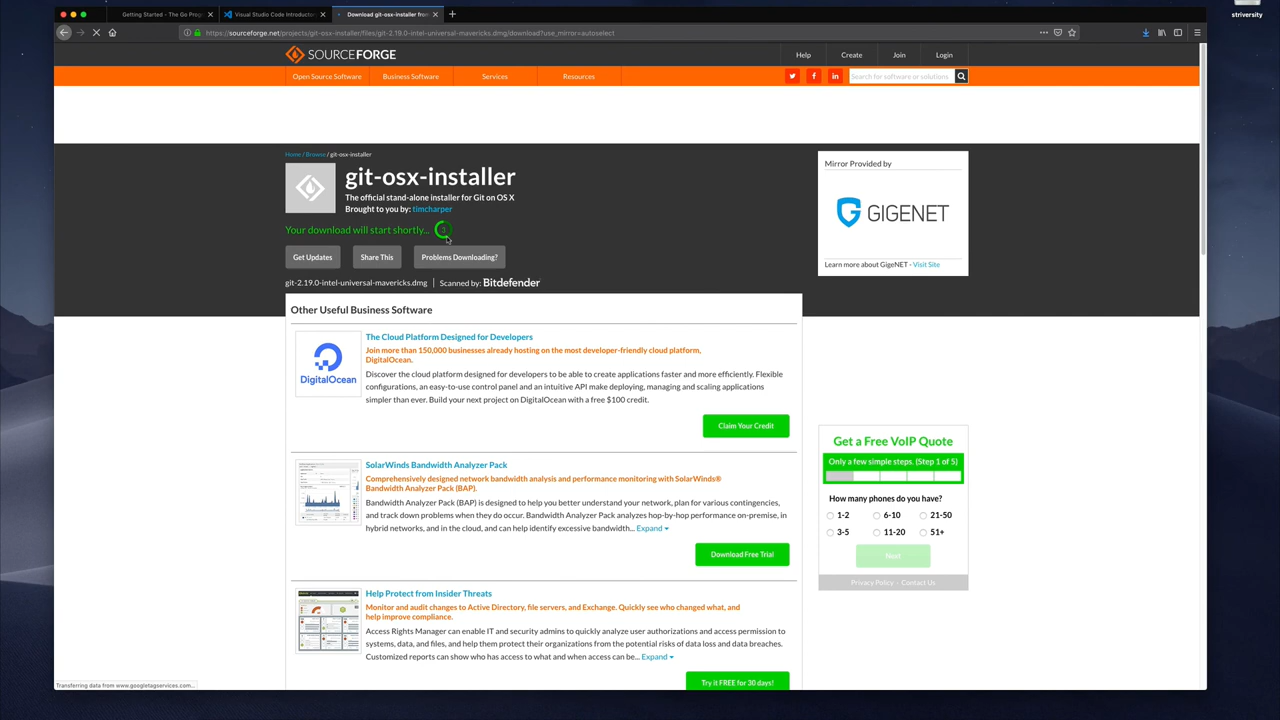 Getting Started - The Go Prog
Visual Studio Code Introductor
Download git-osx-installer from
striversity
https://sourceforge.net/projects/git-osx-installer/files/git-2.19.0-intel-universal-mavericks.dmg/download?use_mirror=autoselect
SOURCEFORGE
Help
Create
Join
Login
Open Source Software
Business Software
Services
Resources
Search for software or solutions
Home / Browse / git-osx-installer
git-osx-installer
The official stand-alone installer for Git on OS X
Brought to you by: timcharper
Your download will start shortly... 3
Get Updates
Share This
Problems Downloading?
git-2.19.0-intel-universal-mavericks.dmg | Scanned by: Bitdefender
Mirror Provided by
GIGENET
Learn more about GigeNET - Visit Site
Other Useful Business Software
DigitalOcean
The Cloud Platform Designed for Developers
Join more than 150,000 businesses already hosting on the most developer-friendly cloud platform,
DigitalOcean.
Discover the cloud platform designed for developers to be able to create applications faster and more efficiently. Flexible
configurations, an easy-to-use control panel and an intuitive API make deploying, managing and scaling applications
simpler than ever. Build your next project on DigitalOcean with a free $100 credit.
Claim Your Credit
SolarWinds Bandwidth Analyzer Pack
Comprehensively designed network bandwidth analysis and performance monitoring with SolarWinds®
Bandwidth Analyzer Pack (BAP).
Bandwidth Analyzer Pack (BAP) is designed to help you better understand your network, plan for various contingencies,
and track down problems when they do occur. Bandwidth Analyzer Pack analyzes hop-by-hop performance on-premise, in
hybrid networks, and in the cloud, and can help identify excessive bandwidth... Expand
Download Free Trial
Help Protect from Insider Threats
Monitor and audit changes to Active Directory, file servers, and Exchange. Quickly see who changed what, and
help improve compliance.
Access Rights Manager can enable IT and security admins to quickly analyze user authorizations and access permission to
systems, data, and files, and help them protect their organizations from the potential risks of data loss and data breaches.
Customized reports can show who has access to what and when access can be... Expand
Try it FREE for 30 days!
Get a Free VoIP Quote
Only a few simple steps. (Step 1 of 5)
How many phones do you have?
1-2
6-10
21-50
3-5
11-20
51+
Next
Privacy Policy - Contact Us
Transferring data from www.googletagservices.com...